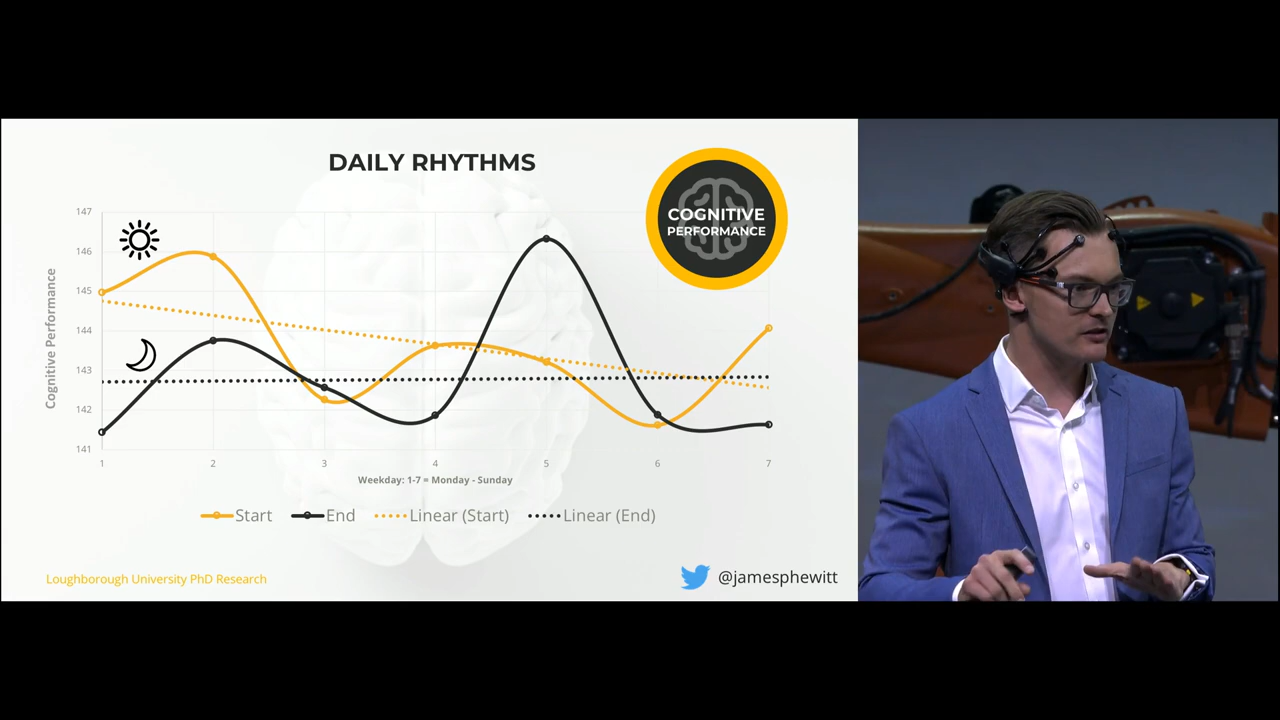 DAILY RHYTHMS
COGNITIVE
PERFORMANCE
147
146
145
144
143
142
141
Cognitive Performance
1 2 3 4 5 6 7
Weekday: 1-7 = Monday - Sunday
Start End Linear (Start) Linear (End)
Loughborough University PhD Research
@jamesphewitt